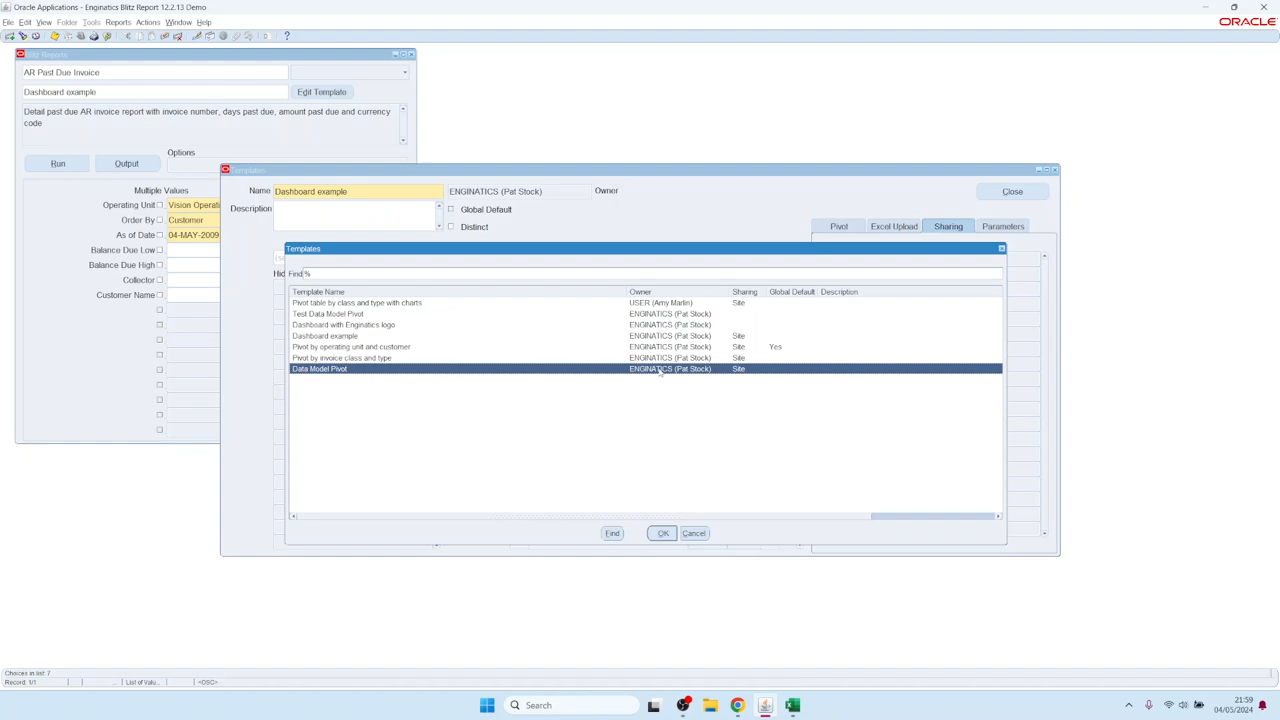 Oracle Applications - Enginatics Blitz Report 12.2.13 Demo
File Edit View Folder Tools Reports Actions Window Help
ORACLE
Blitz Reports
AR Past Due Invoice
Dashboard example
Edit Template
Detail past due AR invoice report with invoice number, days past due, amount past due and currency
code
Options
Run
Output
Multiple Values
Operating Unit
Vision Operati
Order By
Customer
As of Date
04-MAY-2009
Balance Due Low
Balance Due High
Collector
Customer Name
Templates
Name
Dashboard example
ENGINATICS (Pat Stock)
Owner
Close
Description
Global Default
Distinct
Pivot
Excel Upload
Sharing
Parameters
Templates
Find %
Template Name Owner Sharing Global Default Description
Pivot table by class and type with charts USER (Amy Marlin) Site
Test Data Model Pivot ENGINATICS (Pat Stock)
Dashboard with Enginatics logo ENGINATICS (Pat Stock)
Dashboard example ENGINATICS (Pat Stock) Site
Pivot by operating unit and customer ENGINATICS (Pat Stock) Site Yes
Pivot by invoice class and type ENGINATICS (Pat Stock) Site
Data Model Pivot ENGINATICS (Pat Stock) Site
Find
OK
Cancel
Choices in list: 7
Record: 1/1 ... List of Valu... <OSC>
Search
21:59
04/05/2024